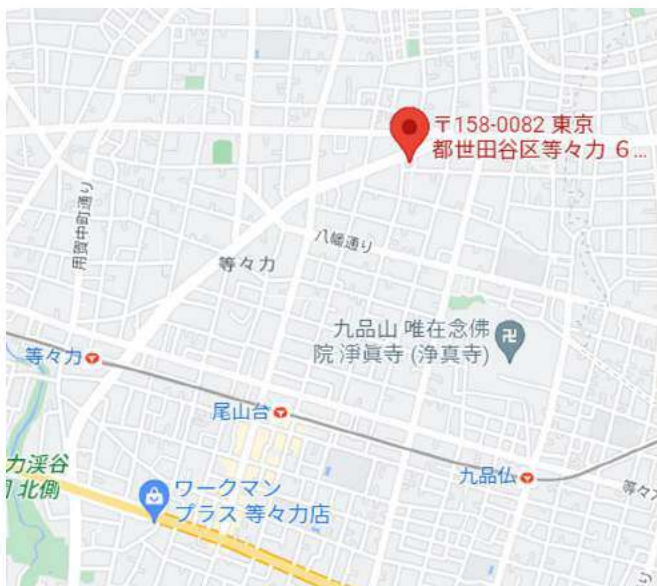 〒158-0082 東京
都世田谷区等々力 6...
用賀中町通り
八幡通り
等々力
九品山 唯在念佛
院 淨眞寺 (浄真寺)
等々力
尾山台
九品仏
力渓谷
北側
ワークマン
プラス 等々力店
等々力